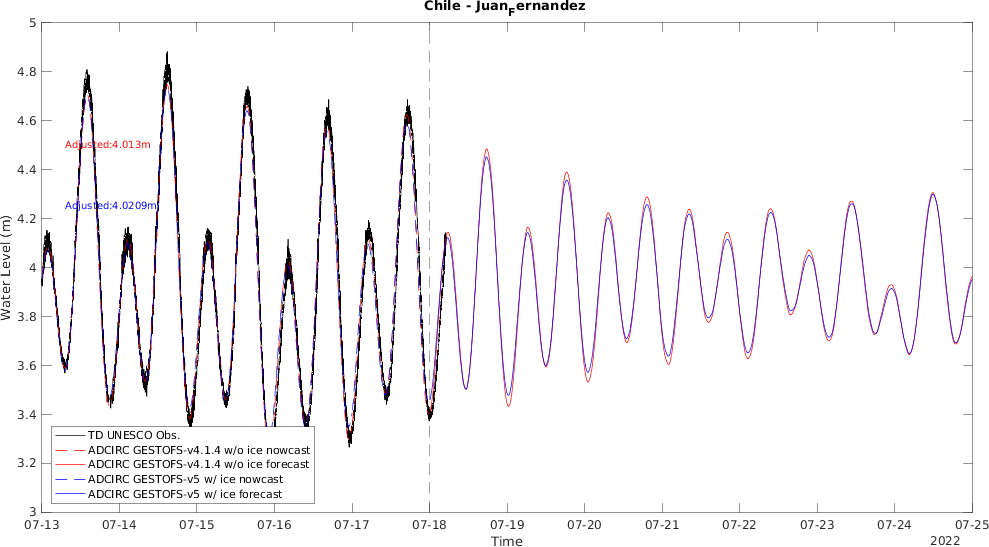 Chile - Juan_Fernandez
5
4.8
4.6
4.4
4.2
4
3.8
3.6
3.4
3.2
3
Water Level (m)
Adjusted:4.013m
Adjusted:4.0209m
TD UNESCO Obs.
ADCIRC GESTOFS-v4.1.4 w/o ice nowcast
ADCIRC GESTOFS-v4.1.4 w/o ice forecast
ADCIRC GESTOFS-v5 w/ ice nowcast
ADCIRC GESTOFS-v5 w/ ice forecast
07-13 07-14 07-15 07-16 07-17 07-18 07-19 07-20 07-21 07-22 07-23 07-24 07-25
Time
2022